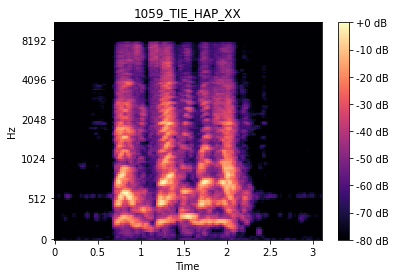 1059_TIE_HAP_XX
8192
4096
2048
1024
512
0
Hz
0
0.5
1
1.5
2
2.5
3
Time
+0 dB
-10 dB
-20 dB
-30 dB
-40 dB
-50 dB
-60 dB
-70 dB
-80 dB